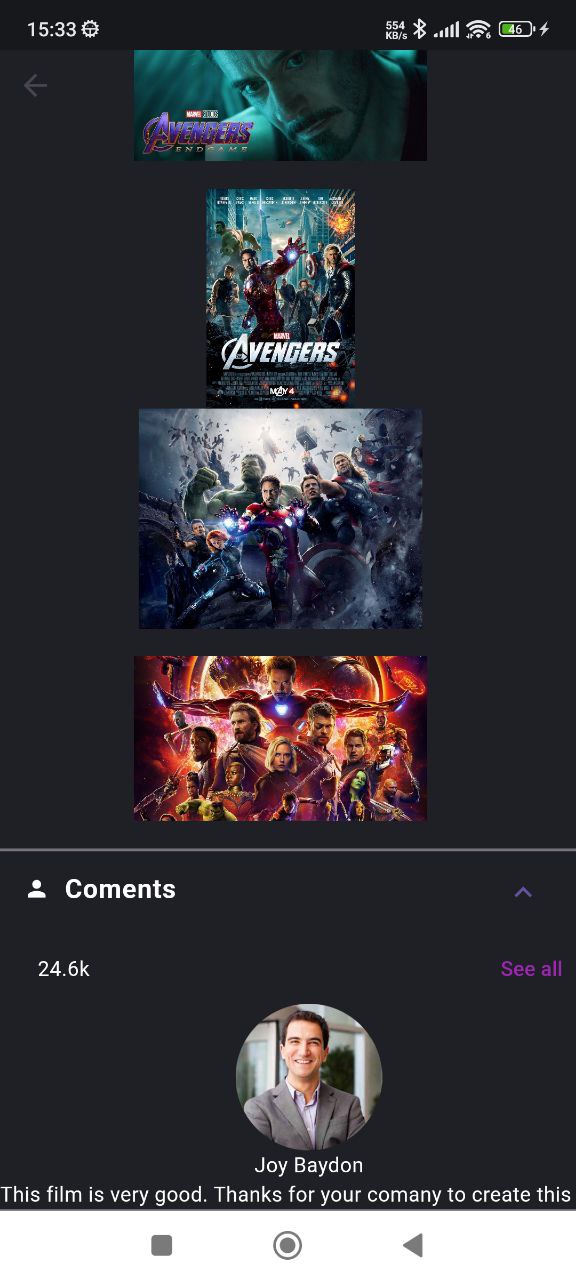 15:33
554
KB/s
46
MARVEL STUDIOS
AVENGERS
ENDGAME
MARVEL
AVENGERS
MAY 4
Coments
24.6k
See all
Joy Baydon
This film is very good. Thanks for your comany to create this